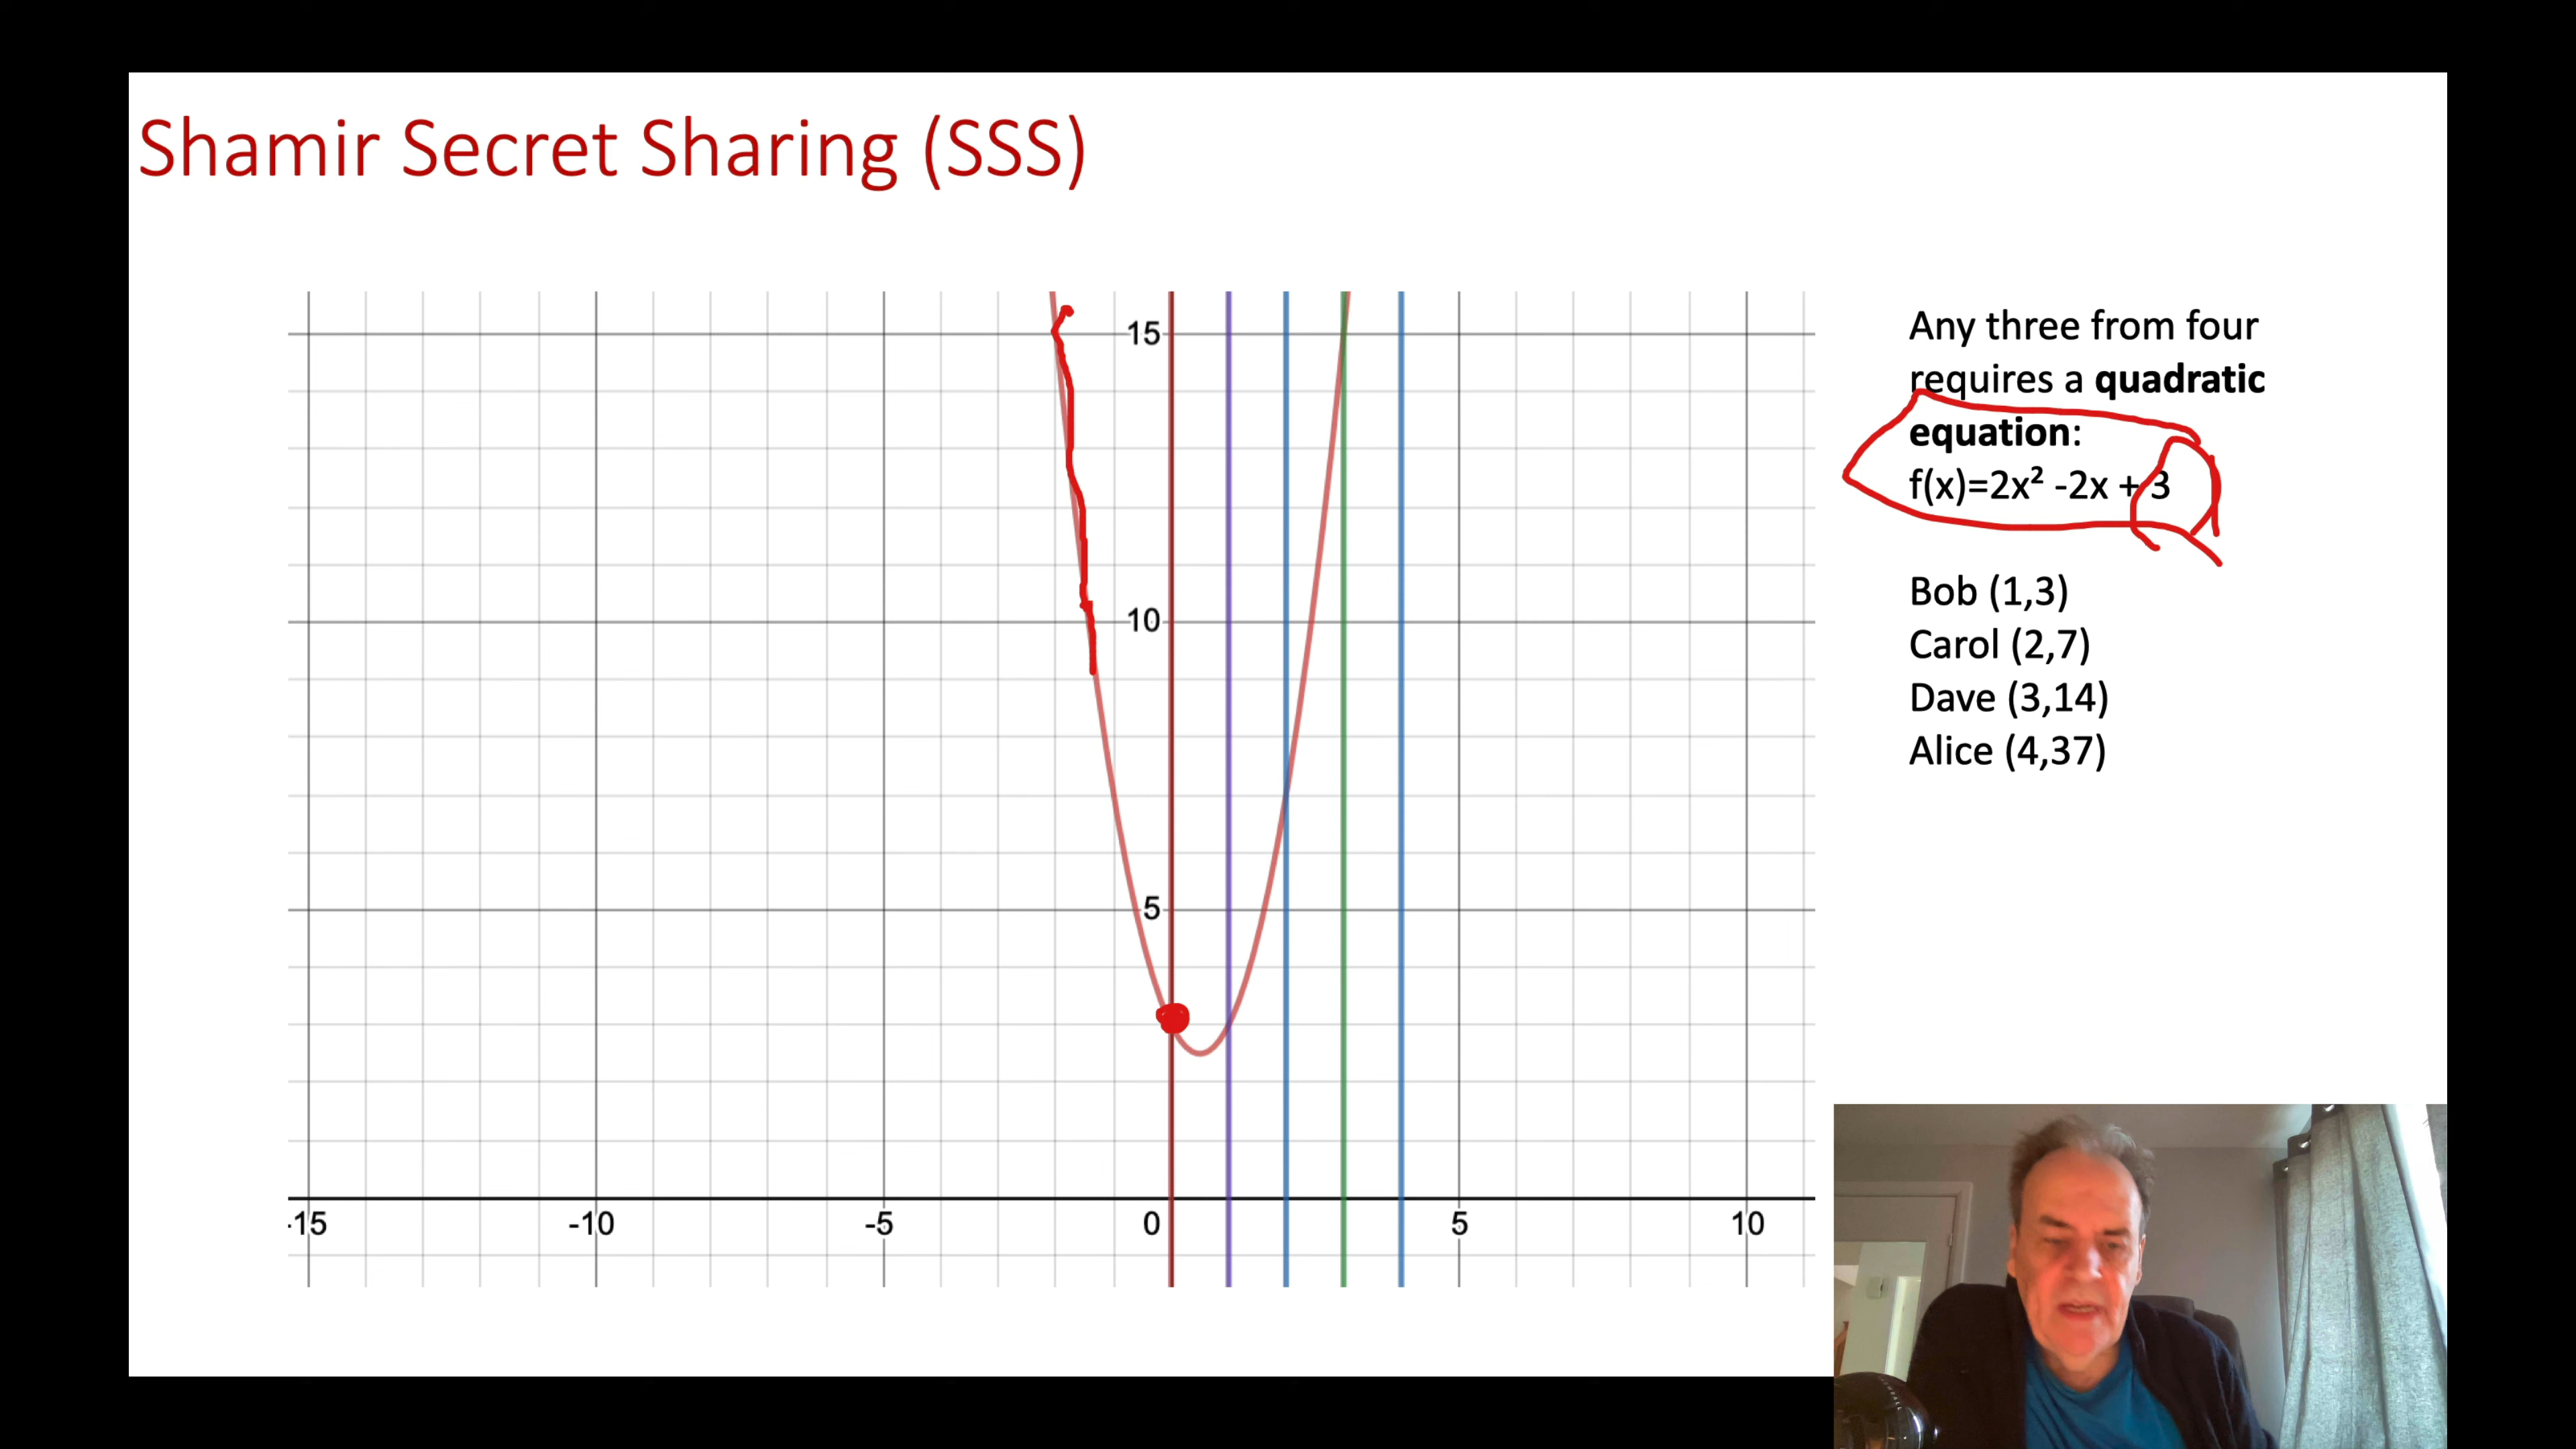 Shamir Secret Sharing (SSS)
15
10
5
-15
-10
-5
0
5
10
Any three from four
requires a quadratic
equation:
f(x)=2x² -2x + 3
Bob (1,3)
Carol (2,7)
Dave (3,14)
Alice (4,37)